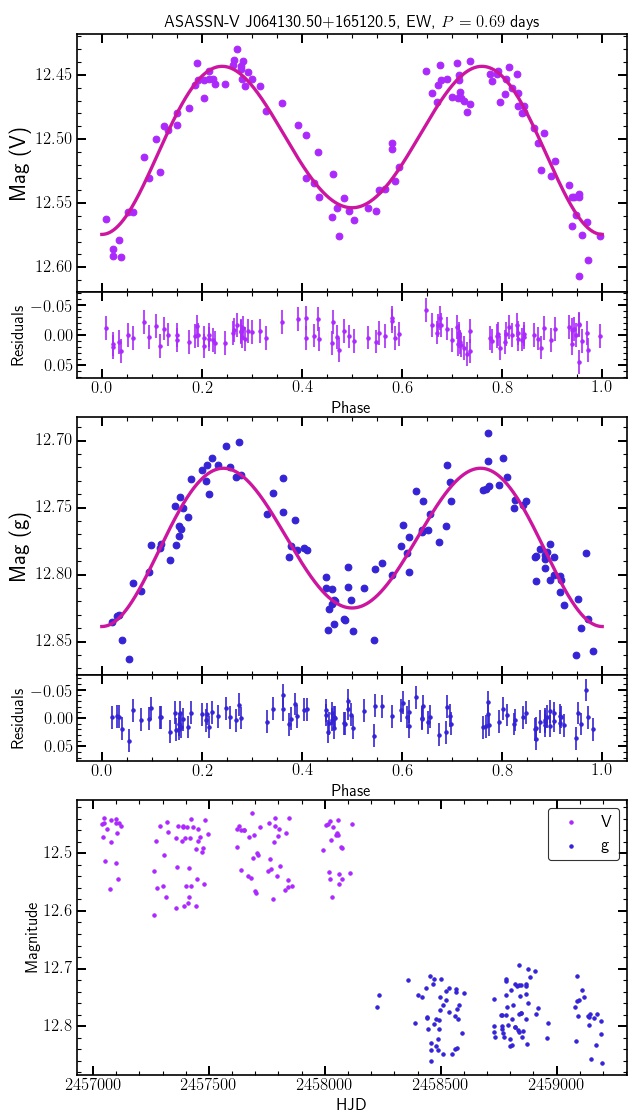 ASASSN-V J064130.50+165120.5, EW, P = 0.69 days
Mag (V)
12.45
12.50
12.55
12.60
Residuals
−0.05
0.00
0.05
0.0 0.2 0.4 0.6 0.8 1.0
Phase
Mag (g)
12.70
12.75
12.80
12.85
Residuals
−0.05
0.00
0.05
0.0 0.2 0.4 0.6 0.8 1.0
Phase
Magnitude
12.5
12.6
12.7
12.8
V
g
2457000 2457500 2458000 2458500 2459000
HJD